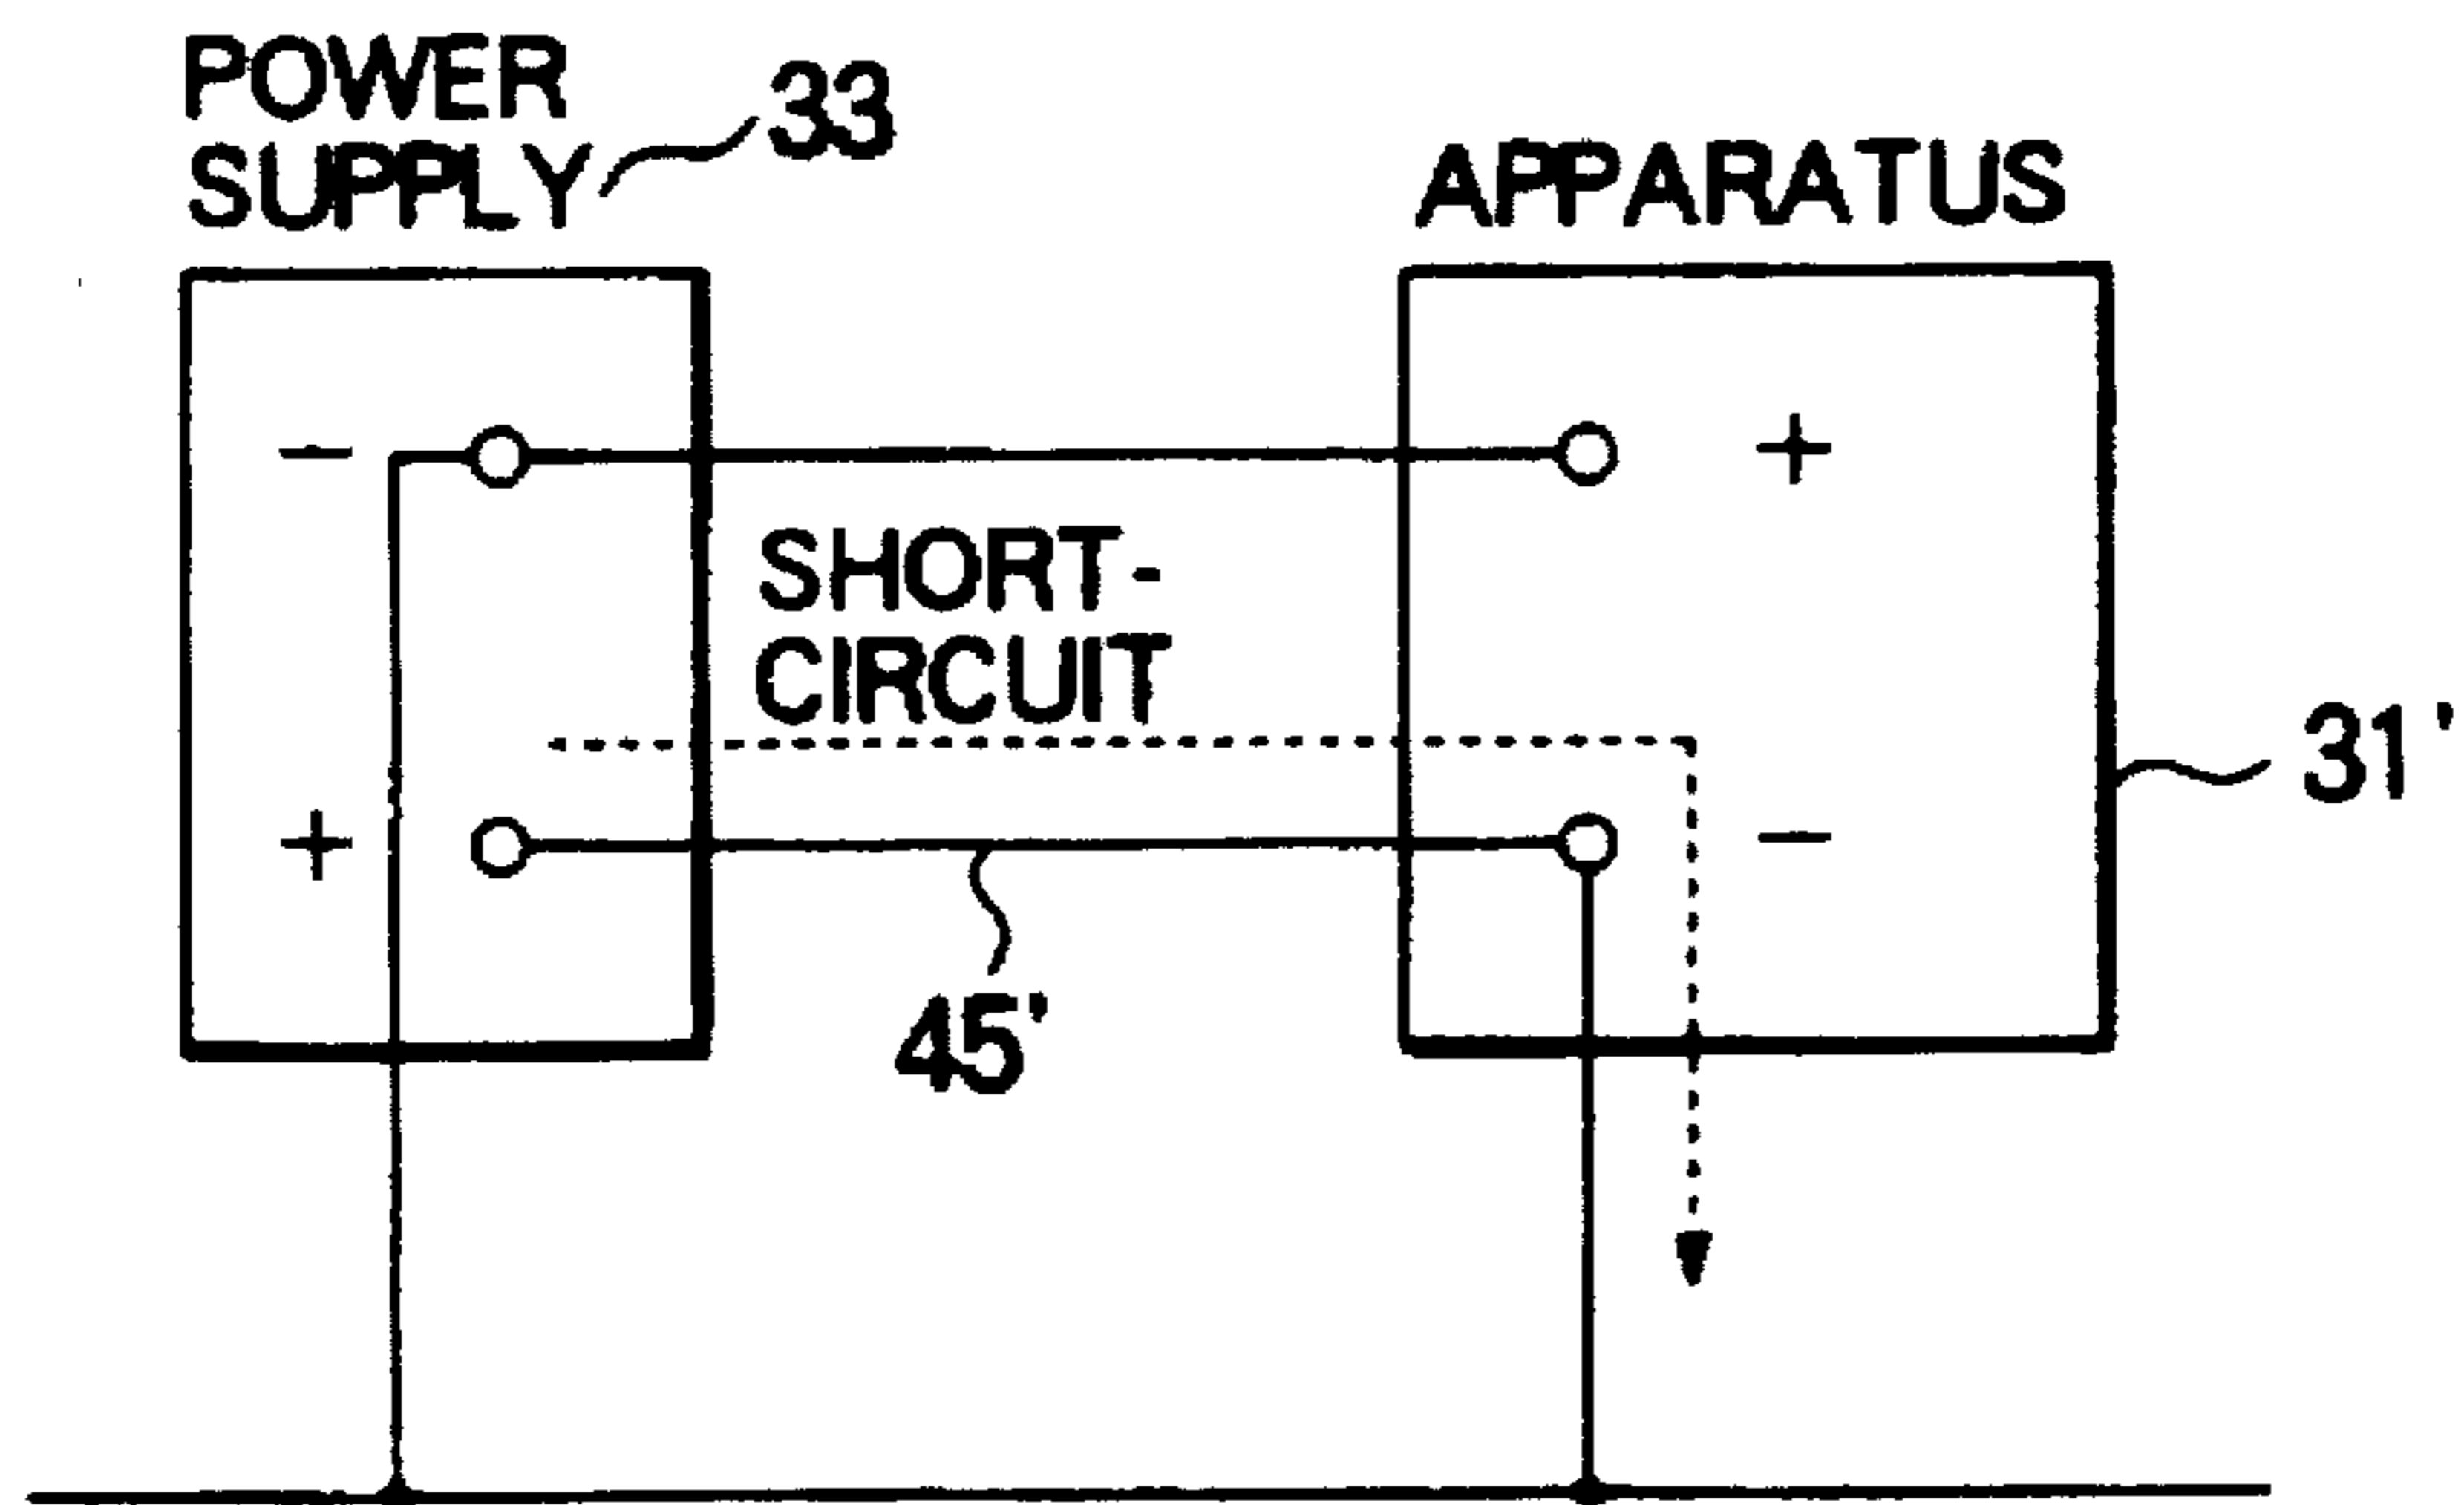 POWER
SUPPLY
33
APPARATUS
− +
SHORT-
CIRCUIT
31'
+ −
45'